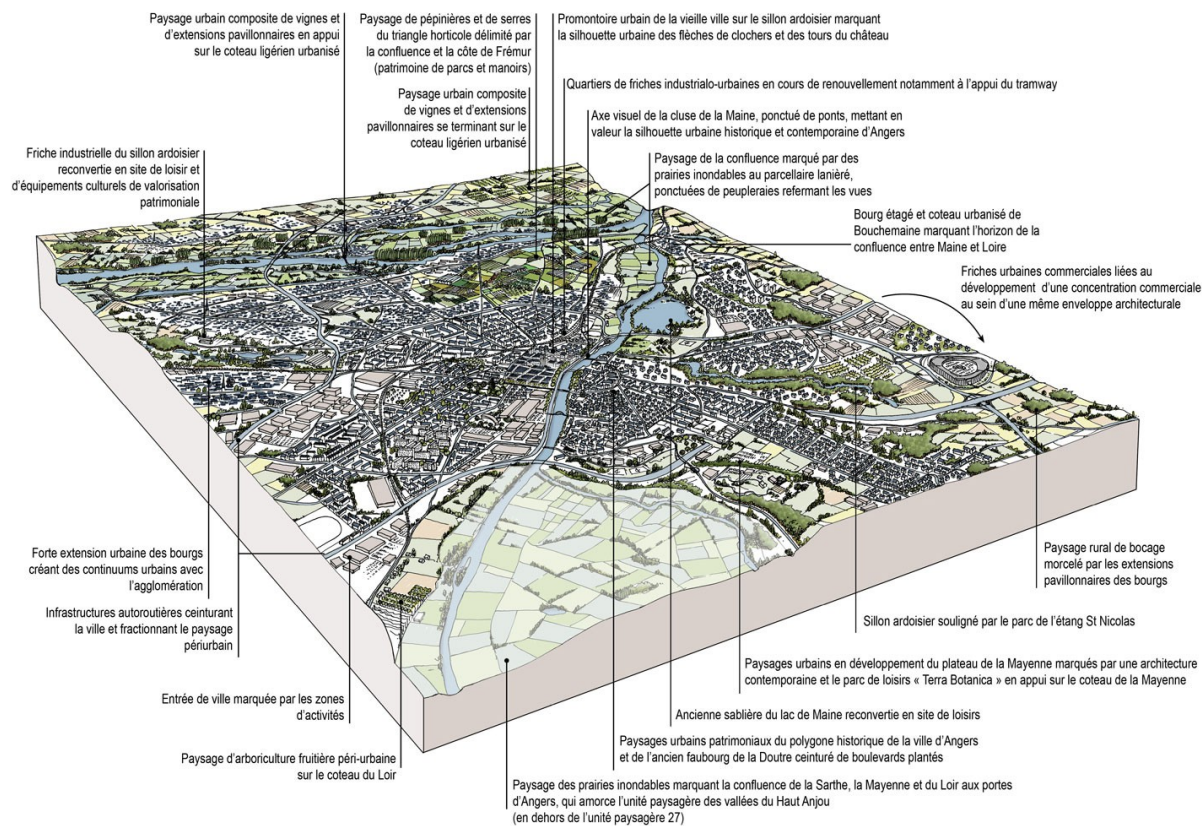 Paysage urbain composite de vignes et
d'extensions pavillonnaires en appui
sur le coteau ligérien urbanisé
Paysage de pépinières et de serres
du triangle horticole délimité par
la confluence et la côte de Frémur
(patrimoine de parcs et manoirs)
Promontoire urbain de la vieille ville sur le sillon ardoisier marquant
la silhouette urbaine des flèches de clochers et des tours du château
Quartiers de friches industrialo-urbaines en cours de renouvellement notamment à l'appui du tramway
Paysage urbain composite
de vignes et d'extensions
pavillonnaires se terminant sur le
coteau ligérien urbanisé
Axe visuel de la cluse de la Maine, ponctué de ponts, mettant en
valeur la silhouette urbaine historique et contemporaine d'Angers
Friche industrielle du sillon ardoisier
reconvertie en site de loisir et
d'équipements culturels de valorisation
patrimoniale
Paysage de la confluence marqué par des
prairies inondables au parcellaire laniéré,
ponctuées de peupleraies refermant les vues
Bourg étagé et coteau urbanisé de
Bouchemaine marquant l'horizon de la
confluence entre Maine et Loire
Friches urbaines commerciales liées au
développement d'une concentration commerciale
au sein d'une même enveloppe architecturale
Forte extension urbaine des bourgs
créant des continuums urbains avec
l'agglomération
Infrastructures autoroutières ceinturant
la ville et fractionnant le paysage
périurbain
Entrée de ville marquée par les zones
d'activités
Paysage d'arboriculture fruitière péri-urbaine
sur le coteau du Loir
Paysage rural de bocage
morcelé par les extensions
pavillonnaires des bourgs
Sillon ardoisier souligné par le parc de l'étang St Nicolas
Paysages urbains en développement du plateau de la Mayenne marqués par une architecture
contemporaine et le parc de loisirs « Terra Botanica » en appui sur le coteau de la Mayenne
Ancienne sablière du lac de Maine reconvertie en site de loisirs
Paysages urbains patrimoniaux du polygone historique de la ville d'Angers
et de l'ancien faubourg de la Doutre ceinturé de boulevards plantés
Paysage des prairies inondables marquant la confluence de la Sarthe, la Mayenne et du Loir aux portes
d'Angers, qui amorce l'unité paysagère des vallées du Haut Anjou
(en dehors de l'unité paysagère 27)